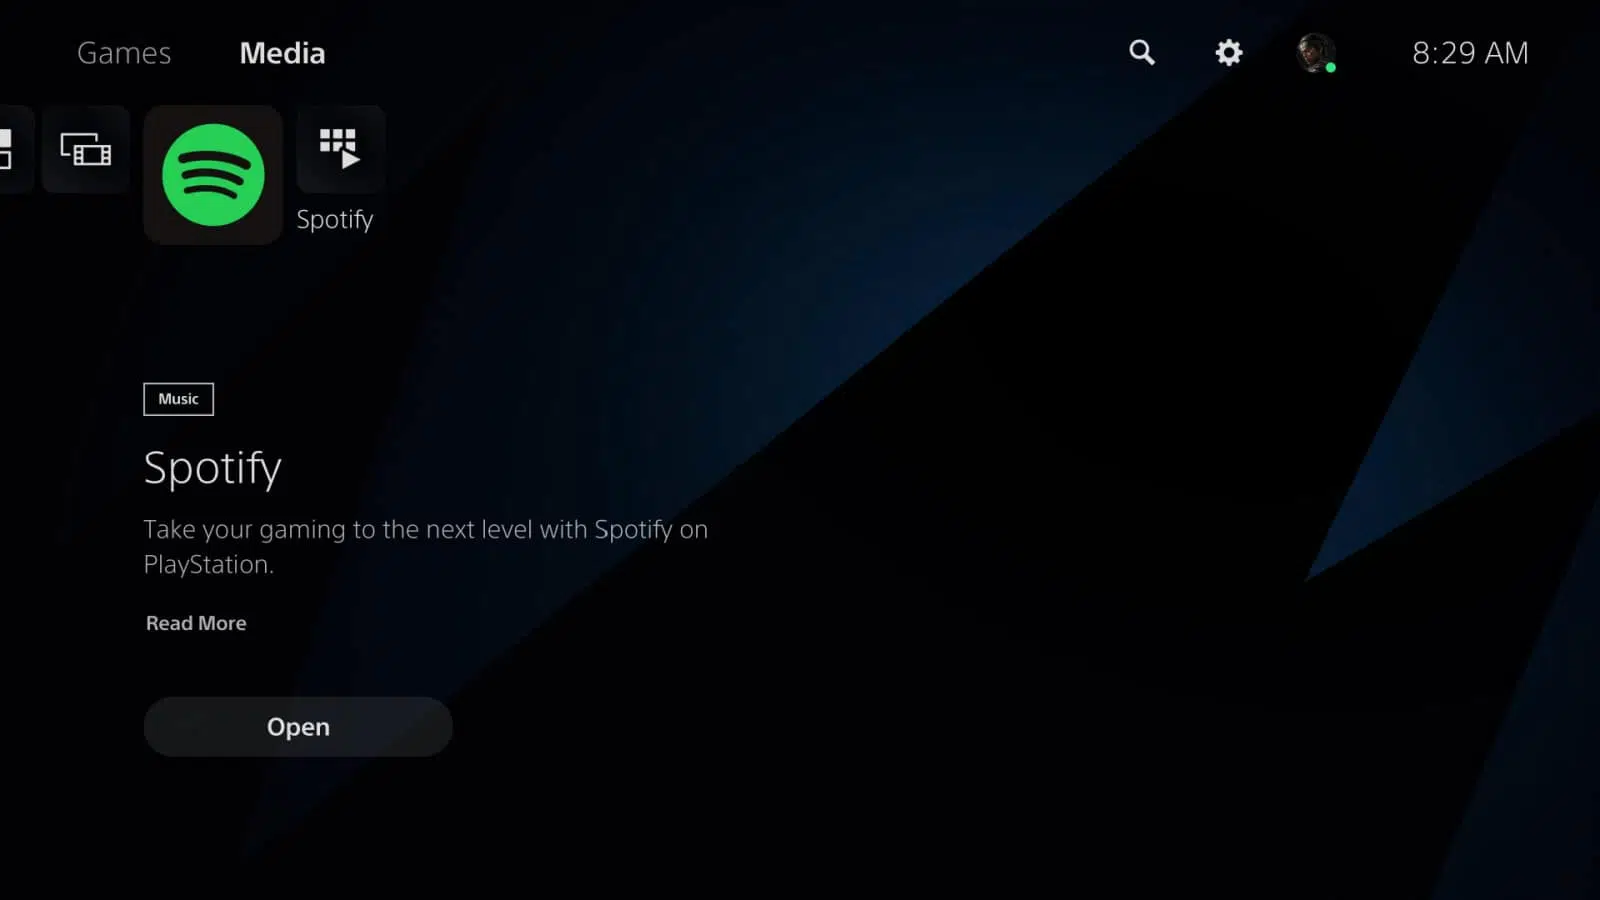 Games
Media
8:29 AM
Spotify
Music
Spotify
Take your gaming to the next level with Spotify on
PlayStation.
Read More
Open